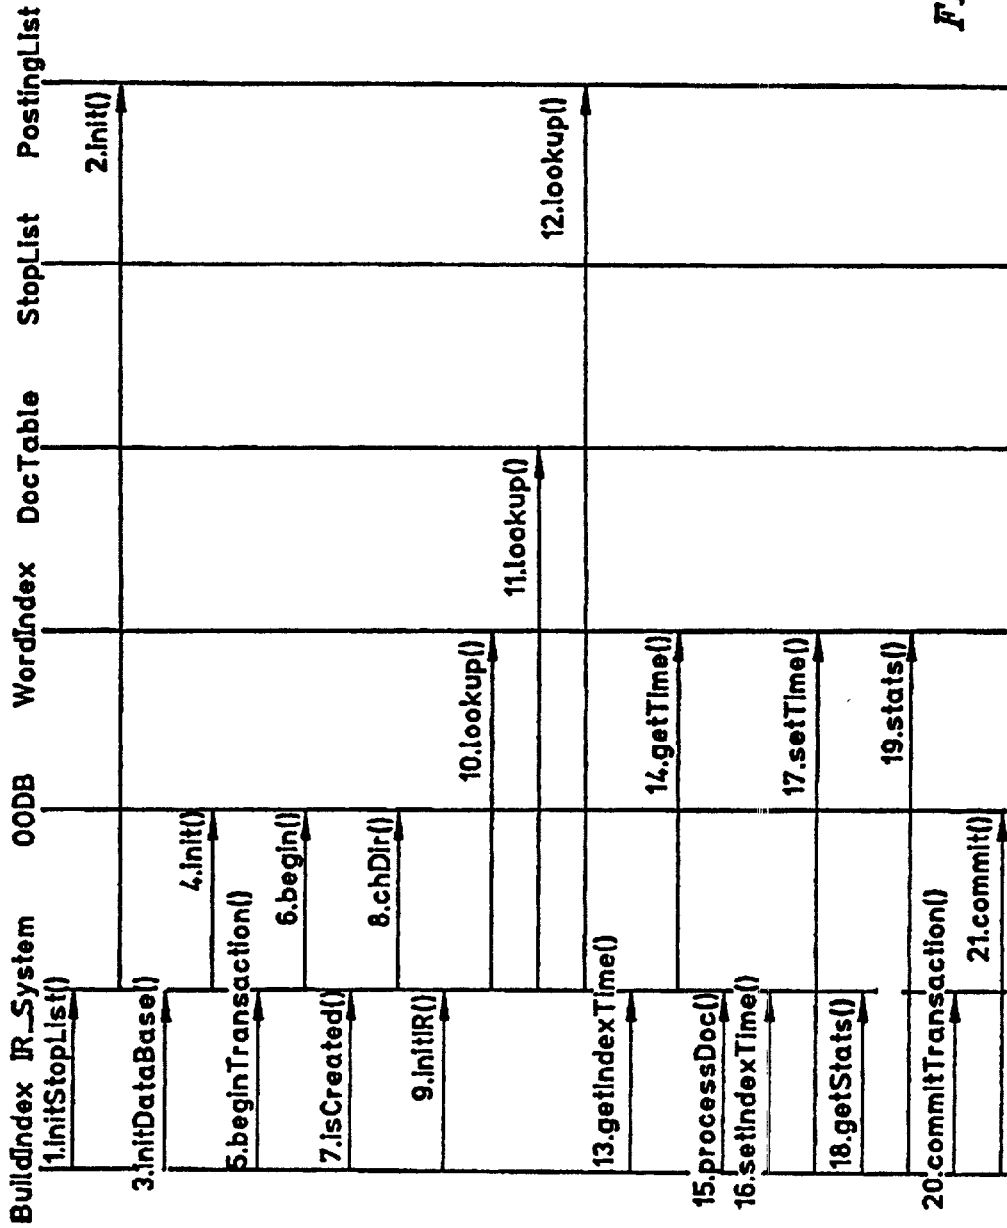 BuildIndex IR_System OODB WordIndex DocTable StopList PostingList
1.initStopList()
2.init()
3.initDataBase()
4.init()
5.beginTransaction()
6.begin()
7.isCreated()
8.chDir()
9.initIR()
10.lookup()
11.lookup()
12.lookup()
13.getIndexTime()
14.getTime()
15.processDoc()
16.setIndexTime()
17.setTime()
18.getStats()
19.stats()
20.commitTransaction()
21.commit()